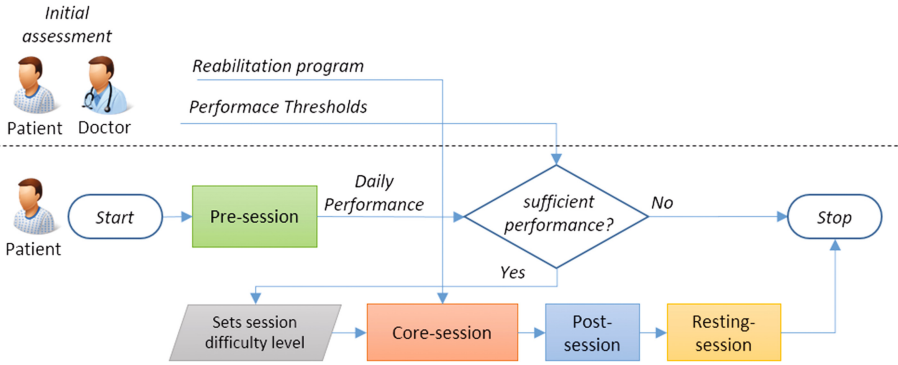 Initial
assessment
Reabilitation program
Performace Thresholds
Patient
Doctor
Patient
Start
Pre-session
Daily
Performance
sufficient
performance?
No
Stop
Yes
Sets session
difficulty level
Core-session
Post-
session
Resting-
session